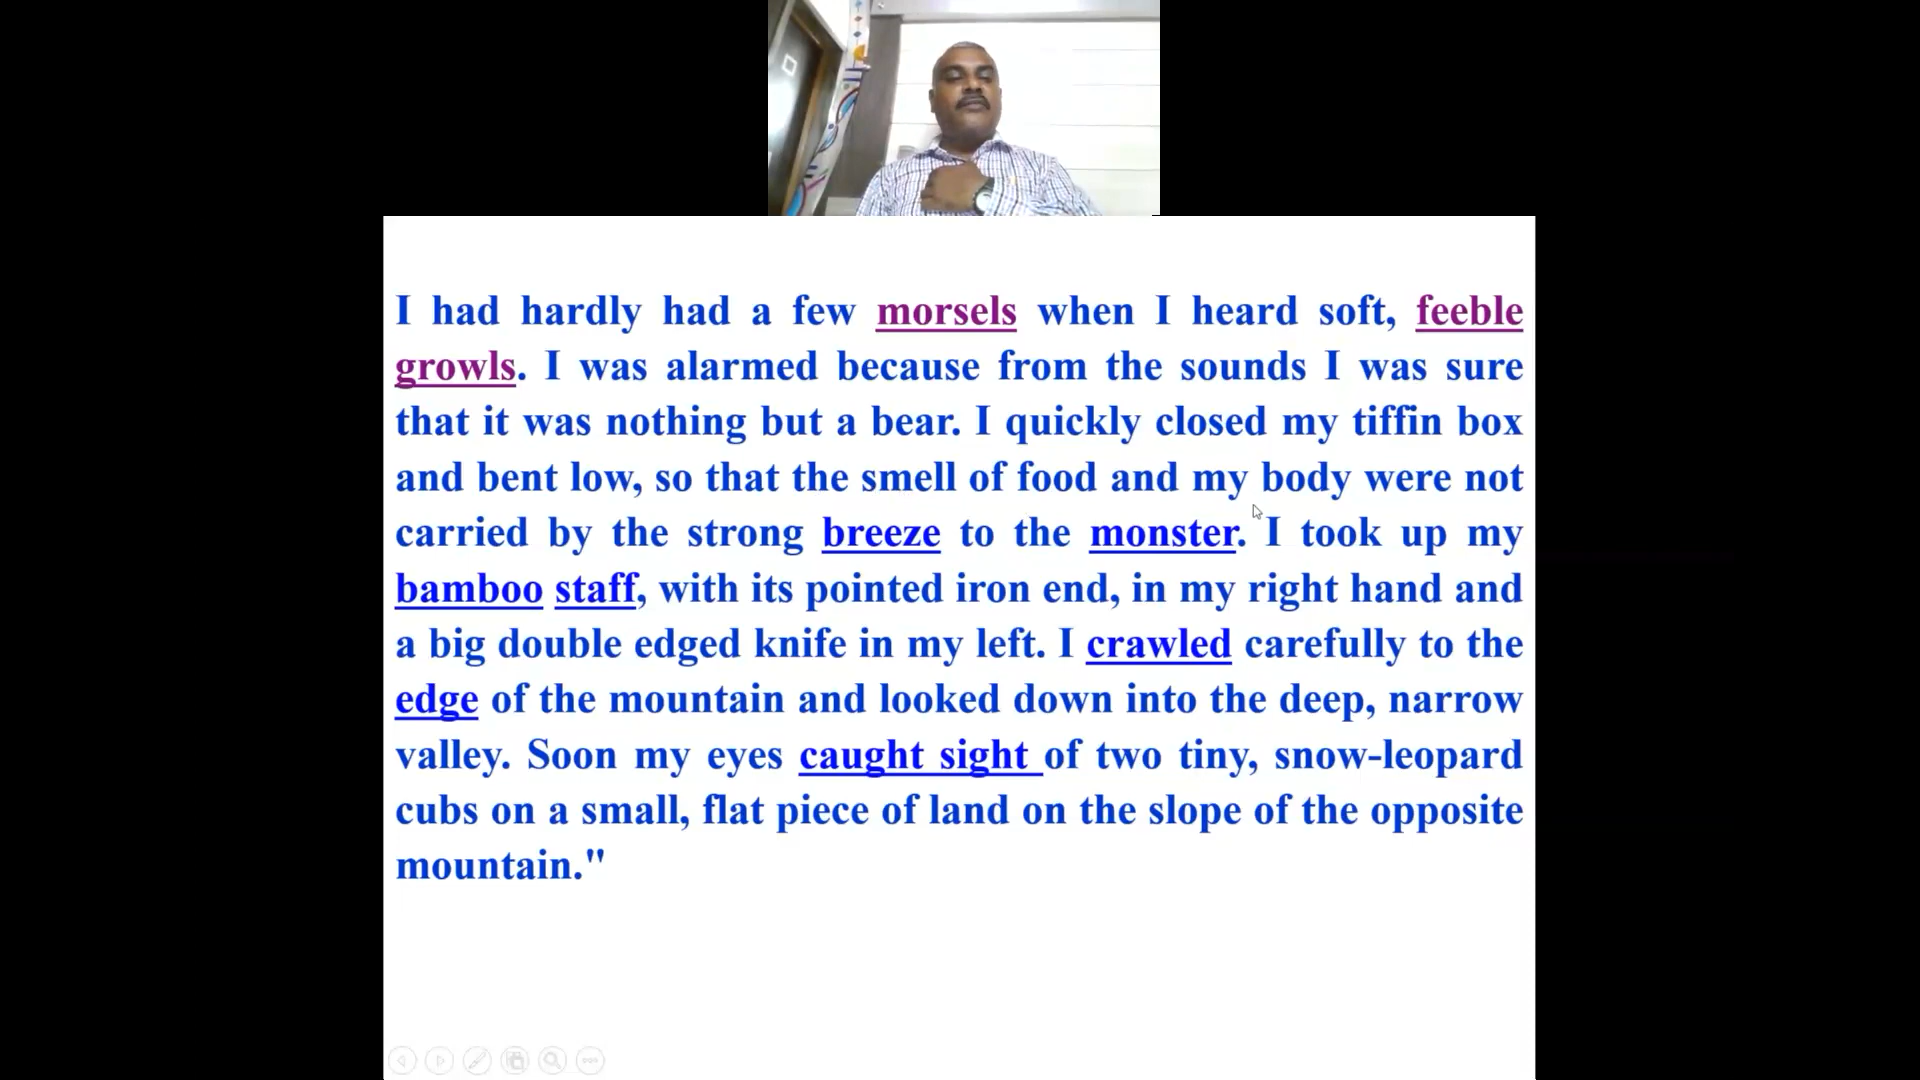 I had hardly had a few morsels when I heard soft, feeble
growls. I was alarmed because from the sounds I was sure
that it was nothing but a bear. I quickly closed my tiffin box
and bent low, so that the smell of food and my body were not
carried by the strong breeze to the monster. I took up my
bamboo staff, with its pointed iron end, in my right hand and
a big double edged knife in my left. I crawled carefully to the
edge of the mountain and looked down into the deep, narrow
valley. Soon my eyes caught sight of two tiny, snow-leopard
cubs on a small, flat piece of land on the slope of the opposite
mountain."